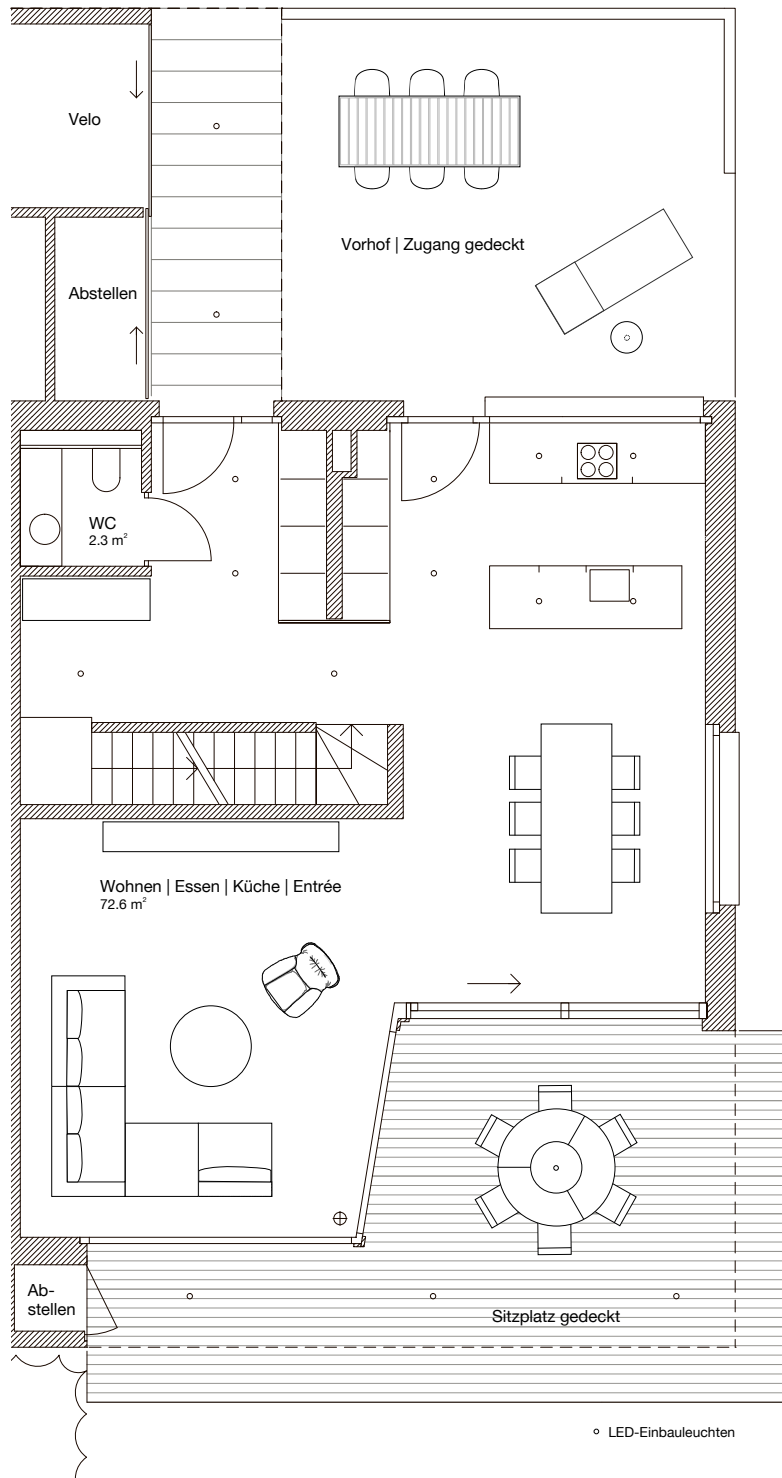 Velo
Vorhof | Zugang gedeckt
Abstellen
WC
2.3 m²
Wohnen | Essen | Küche | Entrée
72.6 m²
Ab-
stellen
Sitzplatz gedeckt
LED-Einbauleuchten